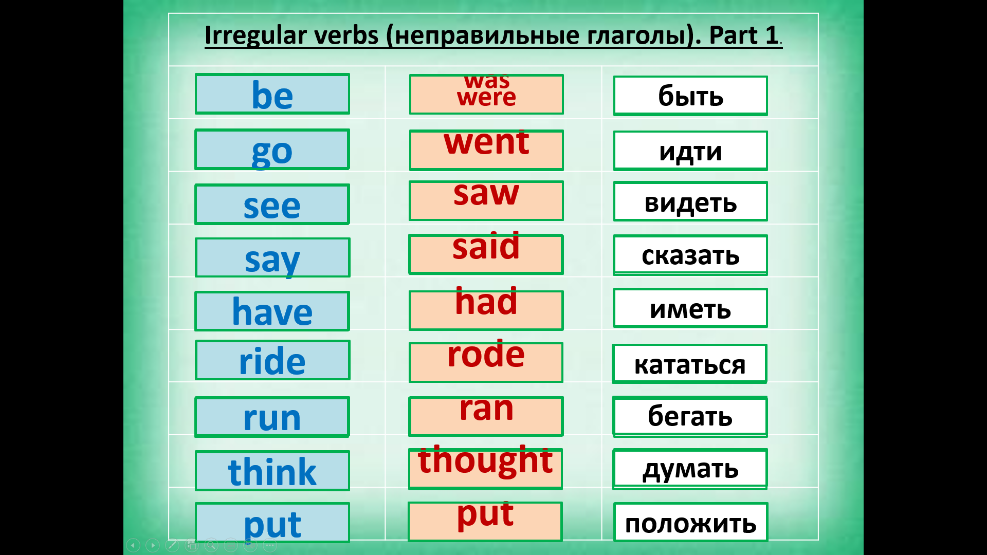 Irregular verbs (неправильные глаголы). Part 1.
be was were быть
go went идти
see saw видеть
say said сказать
have had иметь
ride rode кататься
run ran бегать
think thought думать
put put положить